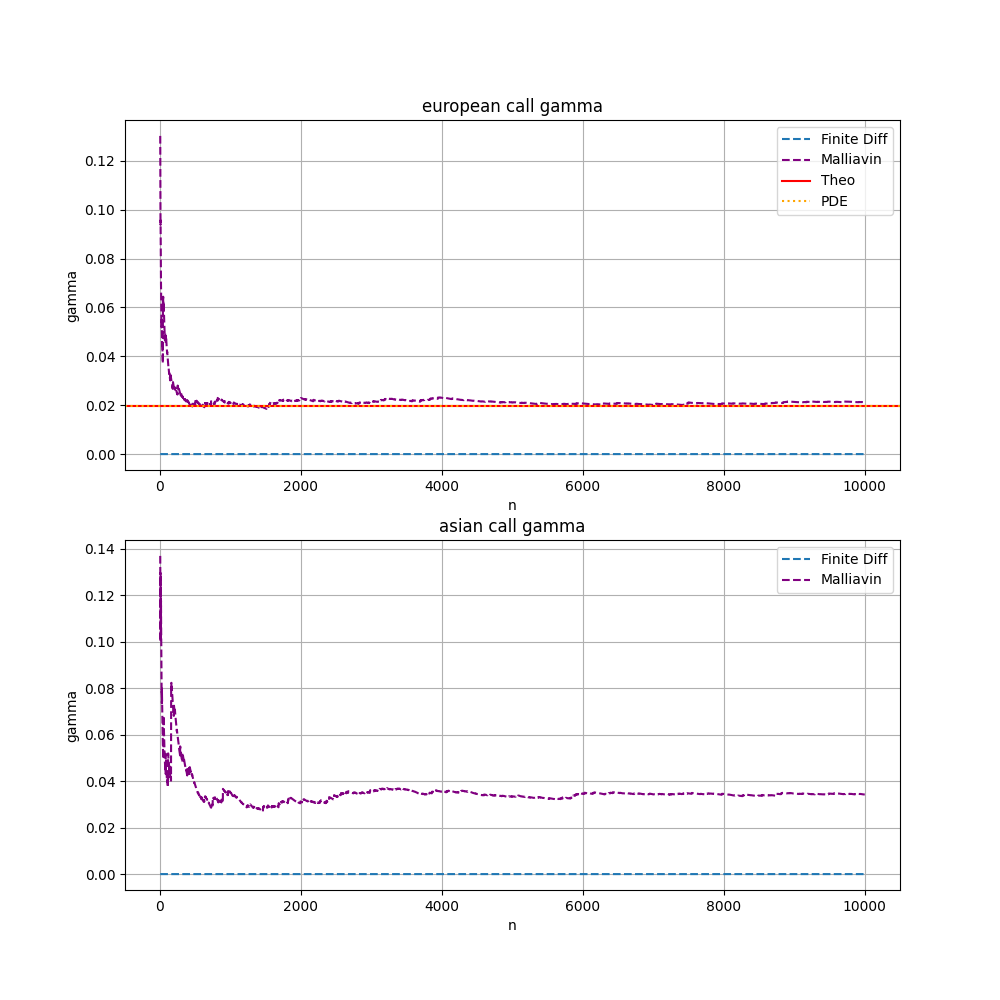 european call gamma
Finite Diff
Malliavin
Theo
PDE
0.12
0.10
0.08
0.06
0.04
0.02
0.00
gamma
0 2000 4000 6000 8000 10000
n
asian call gamma
Finite Diff
Malliavin
0.14
0.12
0.10
0.08
0.06
0.04
0.02
0.00
gamma
0 2000 4000 6000 8000 10000
n